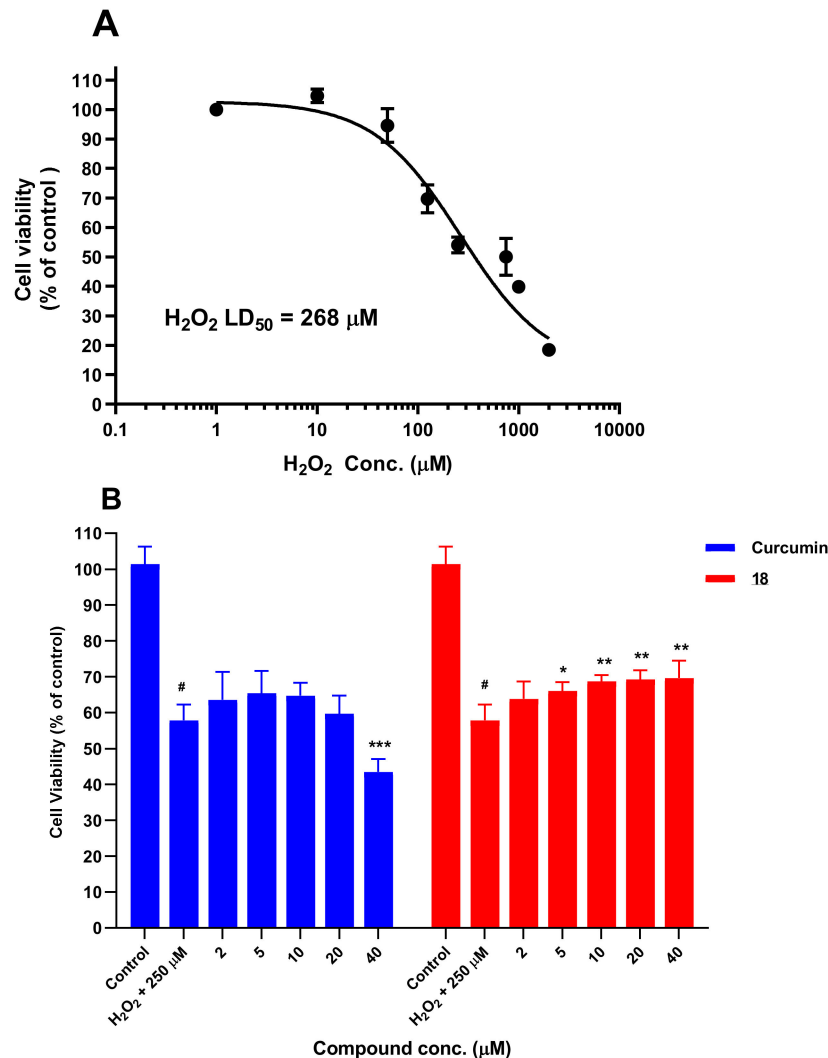 A
110
100
90
80
70
60
50
40
30
20
10
0
Cell viability
(% of control )
H₂O₂ LD₅₀ = 268 µM
0.1 1 10 100 1000 10000
H₂O₂ Conc. (µM)
B
110
100
90
80
70
60
50
40
30
20
10
0
Cell Viability (% of control)
# *** # * ** ** **
Curcumin
18
Control H₂O₂ + 250 µM 2 5 10 20 40 Control H₂O₂ + 250 µM 2 5 10 20 40
Compound conc. (µM)